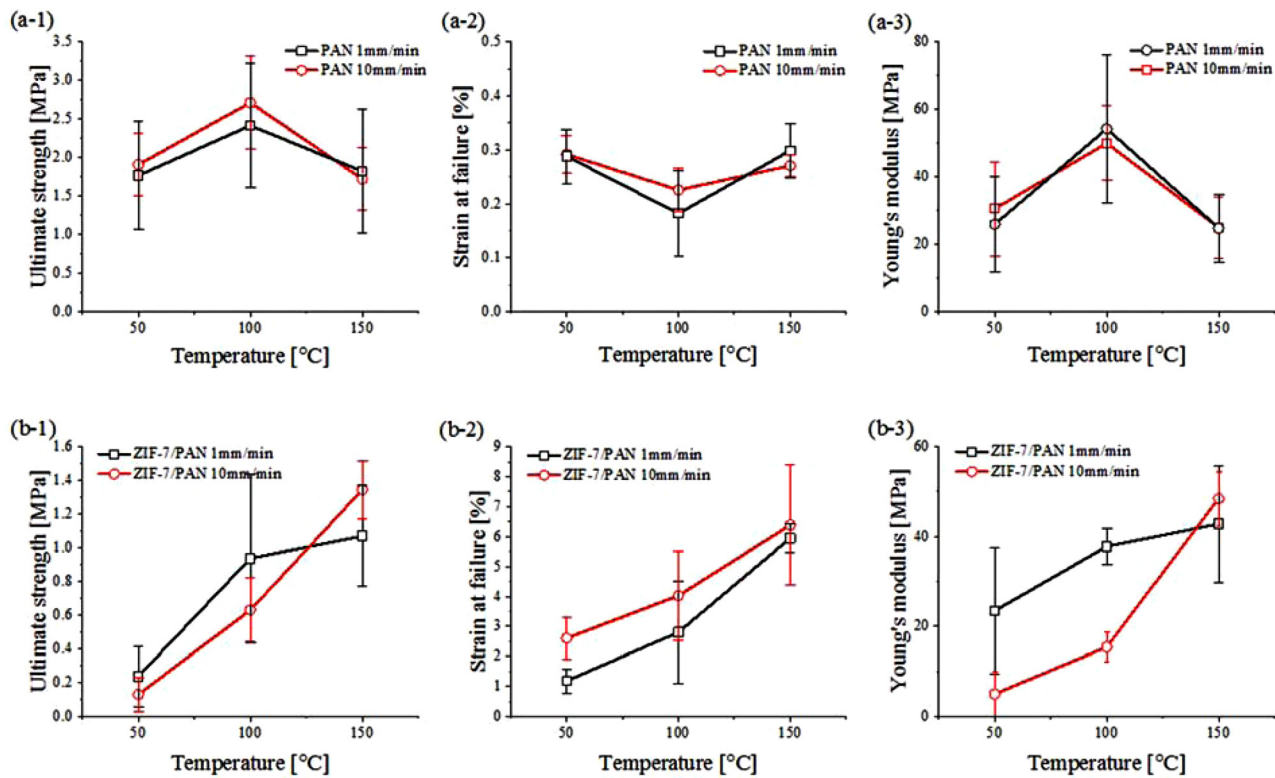 (a-1)
PAN 1mm/min
PAN 10mm/min
Ultimate strength [MPa]
3.5
3.0
2.5
2.0
1.5
1.0
0.5
0.0
50 100 150
Temperature [°C]
(a-2)
PAN 1mm/min
PAN 10mm/min
Strain at failure [%]
0.5
0.4
0.3
0.2
0.1
0.0
50 100 150
Temperature [°C]
(a-3)
PAN 1mm/min
PAN 10mm/min
Young's modulus [MPa]
80
60
40
20
0
50 100 150
Temperature [°C]
(b-1)
ZIF-7/PAN 1mm/min
ZIF-7/PAN 10mm/min
Ultimate strength [MPa]
1.6
1.4
1.2
1.0
0.8
0.6
0.4
0.2
0.0
50 100 150
Temperature [°C]
(b-2)
ZIF-7/PAN 1mm/min
ZIF-7/PAN 10mm/min
Strain at failure [%]
9
8
7
6
5
4
3
2
1
0
50 100 150
Temperature [°C]
(b-3)
ZIF-7/PAN 1mm/min
ZIF-7/PAN 10mm/min
Young's modulus [MPa]
60
40
20
0
50 100 150
Temperature [°C]